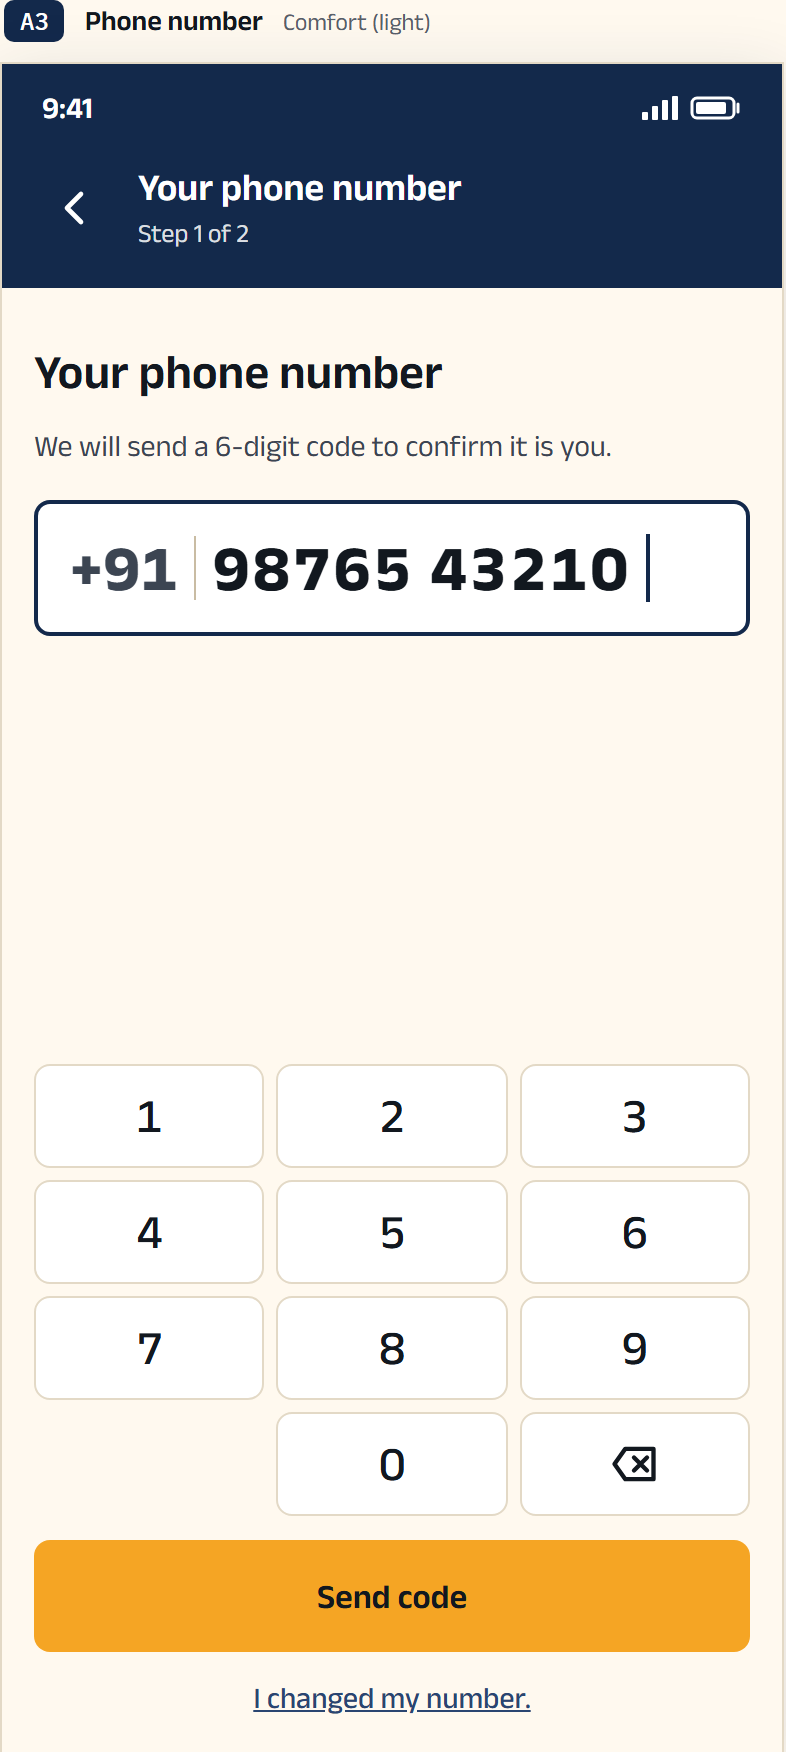 A3 Phone number Comfort (light)
9:41
Your phone number
Step 1 of 2
Your phone number
We will send a 6-digit code to confirm it is you.
+91 98765 43210
1 2 3
4 5 6
7 8 9
0
Send code
I changed my number.